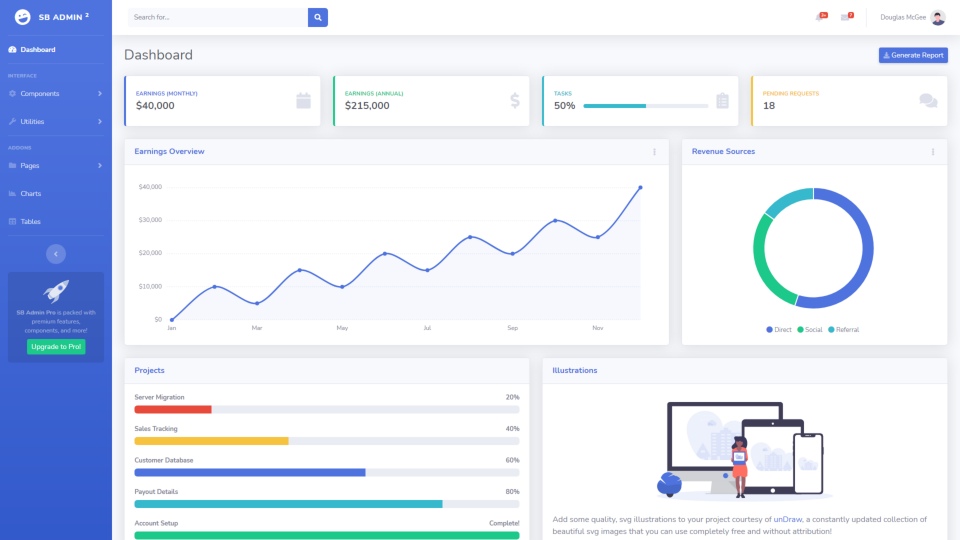 SB ADMIN 2
Dashboard
INTERFACE
Components
Utilities
ADDONS
Pages
Charts
Tables
SB Admin Pro is packed with
premium features,
components, and more!
Upgrade to Pro!
Search for...
3+
7
Douglas McGee
Dashboard
Generate Report
EARNINGS (MONTHLY)
$40,000
EARNINGS (ANNUAL)
$215,000
TASKS
50%
PENDING REQUESTS
18
Earnings Overview
$40,000
$30,000
$20,000
$10,000
$0
Jan
Mar
May
Jul
Sep
Nov
Revenue Sources
Direct
Social
Referral
Projects
Server Migration 20%
Sales Tracking 40%
Customer Database 60%
Payout Details 80%
Account Setup Complete!
Illustrations
Add some quality, svg illustrations to your project courtesy of unDraw, a constantly updated collection of
beautiful svg images that you can use completely free and without attribution!